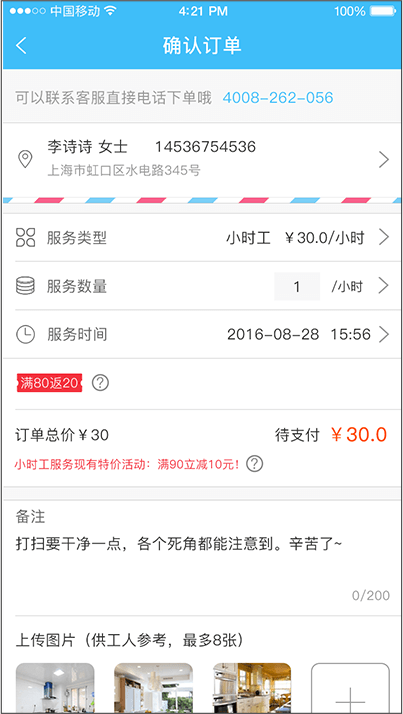 中国移动 4:21 PM 100%
确认订单
可以联系客服直接电话下单哦 4008-262-056
李诗诗 女士 14536754536
上海市虹口区水电路345号
服务类型 小时工 ￥30.0/小时
服务数量 1 /小时
服务时间 2016-08-28 15:56
满80返20 ?
订单总价￥30 待支付 ￥30.0
小时工服务现有特价活动：满90立减10元！ ?
备注
打扫要干净一点，各个死角都能注意到。辛苦了~
0/200
上传图片（供工人参考，最多8张）